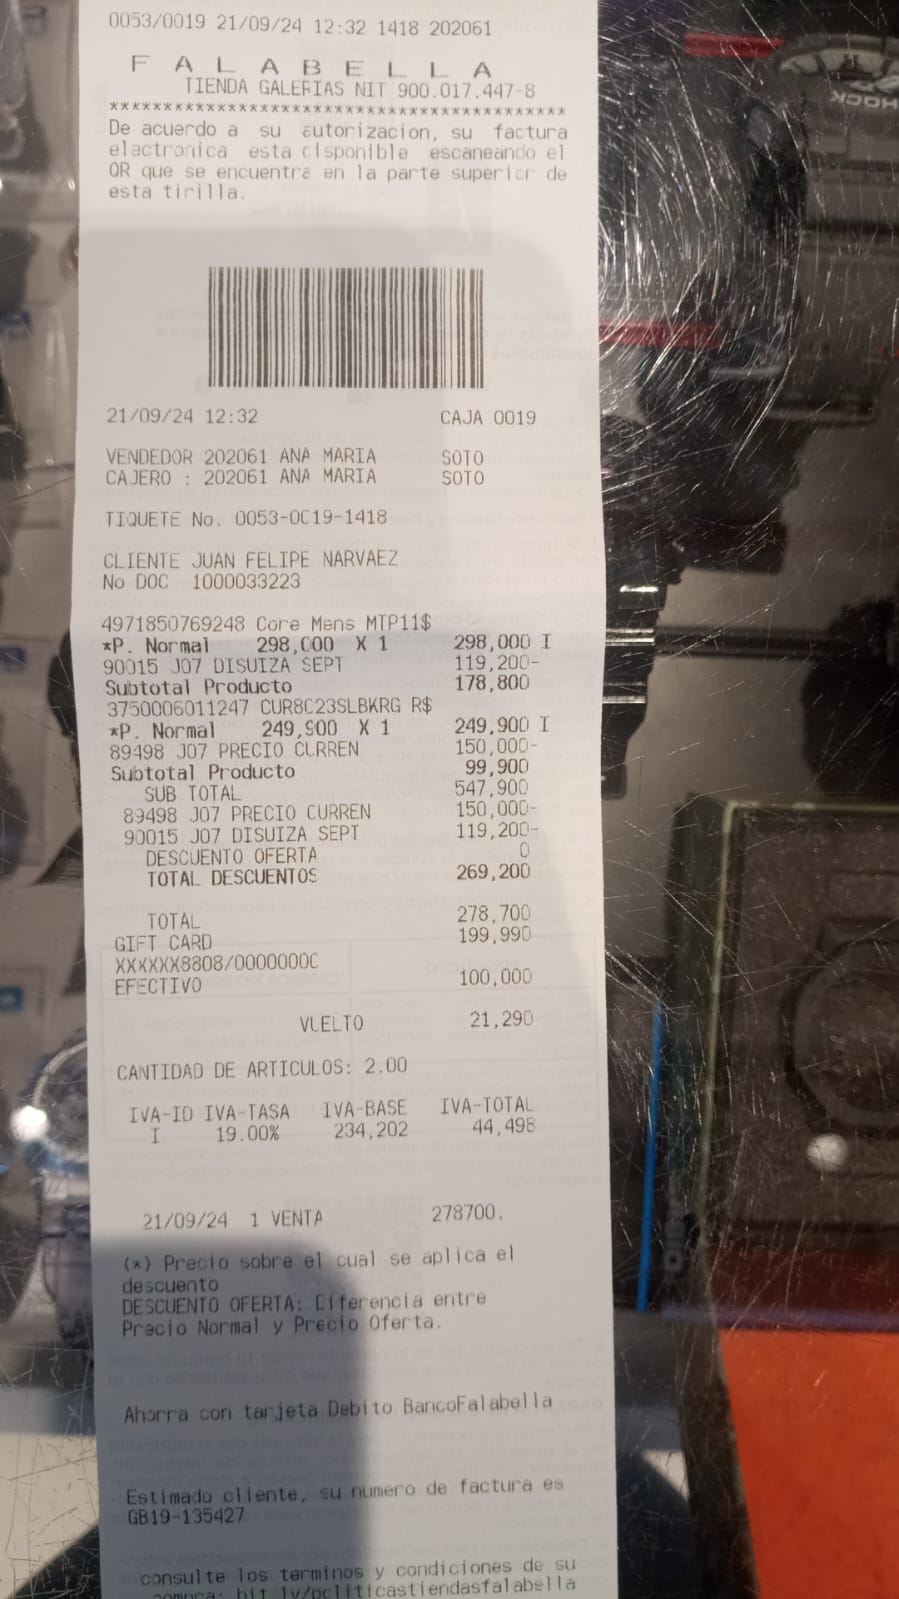 0053/0019 21/09/24 12:32 1418 202061
F A L A B E L L A
TIENDA GALERIAS NIT 900.017.447-8
*******************************************
De acuerdo a su autorizacion, su factura
electronica esta disponible escaneando el
QR que se encuentra en la parte superior de
esta tirilla.
21/09/24 12:32 CAJA 0019
VENDEDOR 202061 ANA MARIA SOTO
CAJERO : 202061 ANA MARIA SOTO
TIQUETE No. 0053-0019-1418
CLIENTE JUAN FELIPE NARVAEZ
No DOC 1000033223
4971850769248 Core Mens MTP11$
*P. Normal 298,000 X 1 298,000 I
90015 J07 DISUIZA SEPT 119,200-
Subtotal Producto 178,800
3750006011247 CUR8C23SLBKRG R$
*P. Normal 249,900 X 1 249,900 I
89498 J07 PRECIO CURREN 150,000-
Subtotal Producto 99,900
SUB TOTAL 547,900
89498 J07 PRECIO CURREN 150,000-
90015 J07 DISUIZA SEPT 119,200-
DESCUENTO OFERTA 0
TOTAL DESCUENTOS 269,200
TOTAL 278,700
GIFT CARD 199,990
XXXXXX8808/0000000C
EFECTIVO 100,000
VUELTO 21,290
CANTIDAD DE ARTICULOS: 2.00
IVA-ID IVA-TASA IVA-BASE IVA-TOTAL
I 19.00% 234,202 44,498
21/09/24 1 VENTA 278700.
(*) Precio sobre el cual se aplica el
descuento
DESCUENTO OFERTA: Diferencia entre
Precio Normal y Precio Oferta.
Ahorra con tarjeta Debito BancoFalabella
Estimado cliente, su numero de factura es
GB19-135427
consulte los terminos y condiciones de su
compra: bit.ly/politicastiendasfalabella